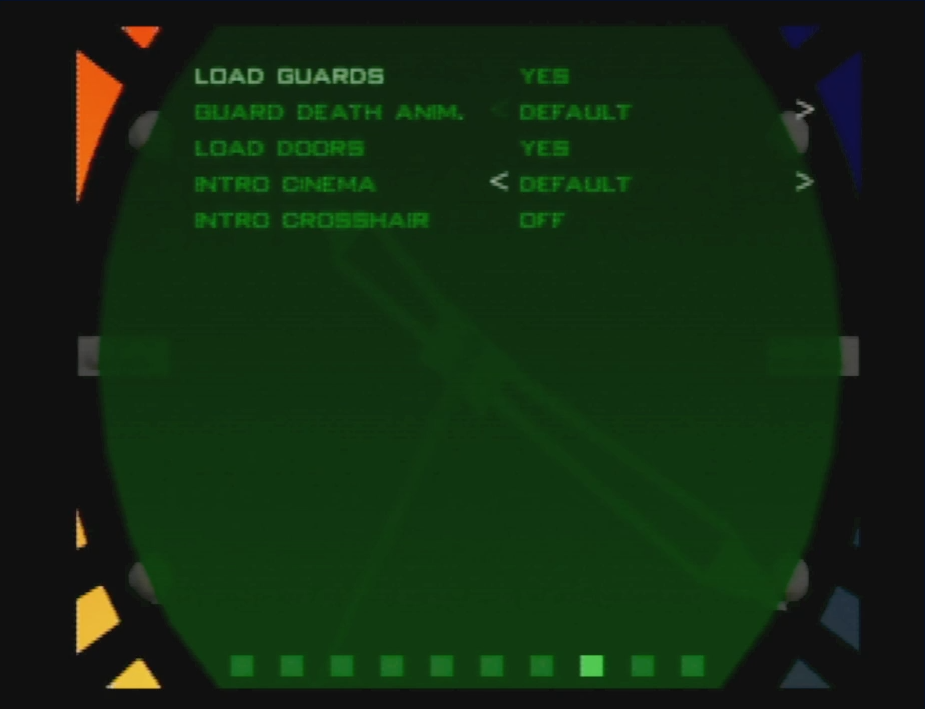 LOAD GUARDS YES
GUARD DEATH ANIM. < DEFAULT >
LOAD DOORS YES
INTRO CINEMA < DEFAULT >
INTRO CROSSHAIR OFF